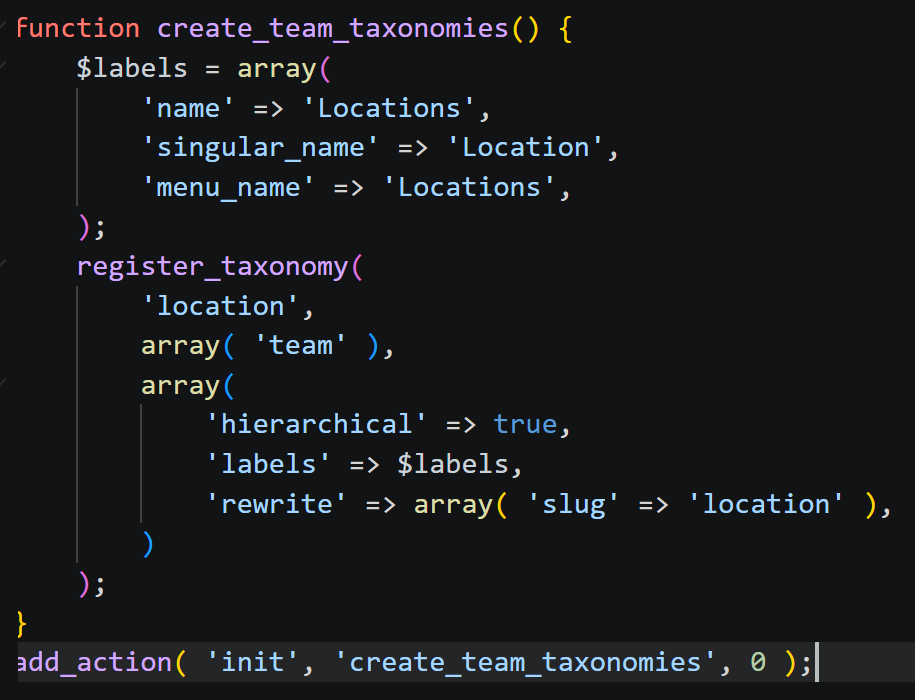 function create_team_taxonomies() {
    $labels = array(
        'name' => 'Locations',
        'singular_name' => 'Location',
        'menu_name' => 'Locations',
    );
    register_taxonomy(
        'location',
        array( 'team' ),
        array(
            'hierarchical' => true,
            'labels' => $labels,
            'rewrite' => array( 'slug' => 'location' ),
        )
    );
}
add_action( 'init', 'create_team_taxonomies', 0 );